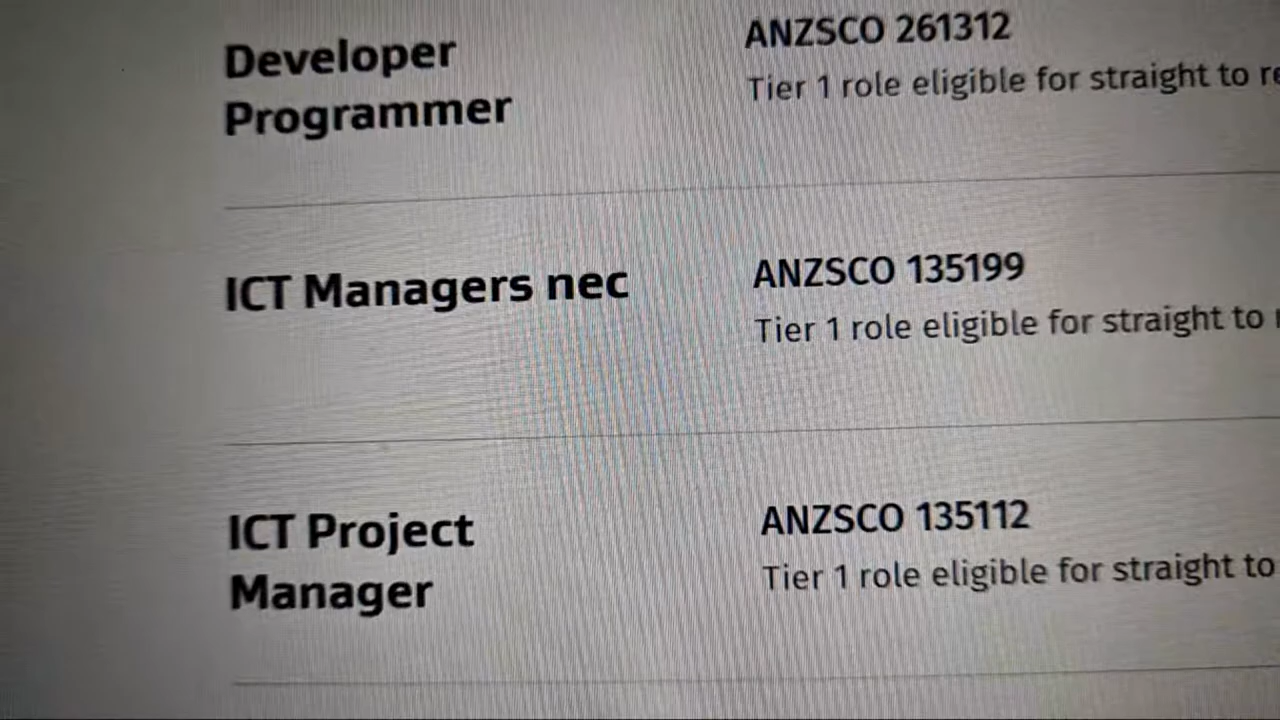 Developer
Programmer
ANZSCO 261312
Tier 1 role eligible for straight to
ICT Managers nec
ANZSCO 135199
Tier 1 role eligible for straight to
ICT Project
Manager
ANZSCO 135112
Tier 1 role eligible for straight to